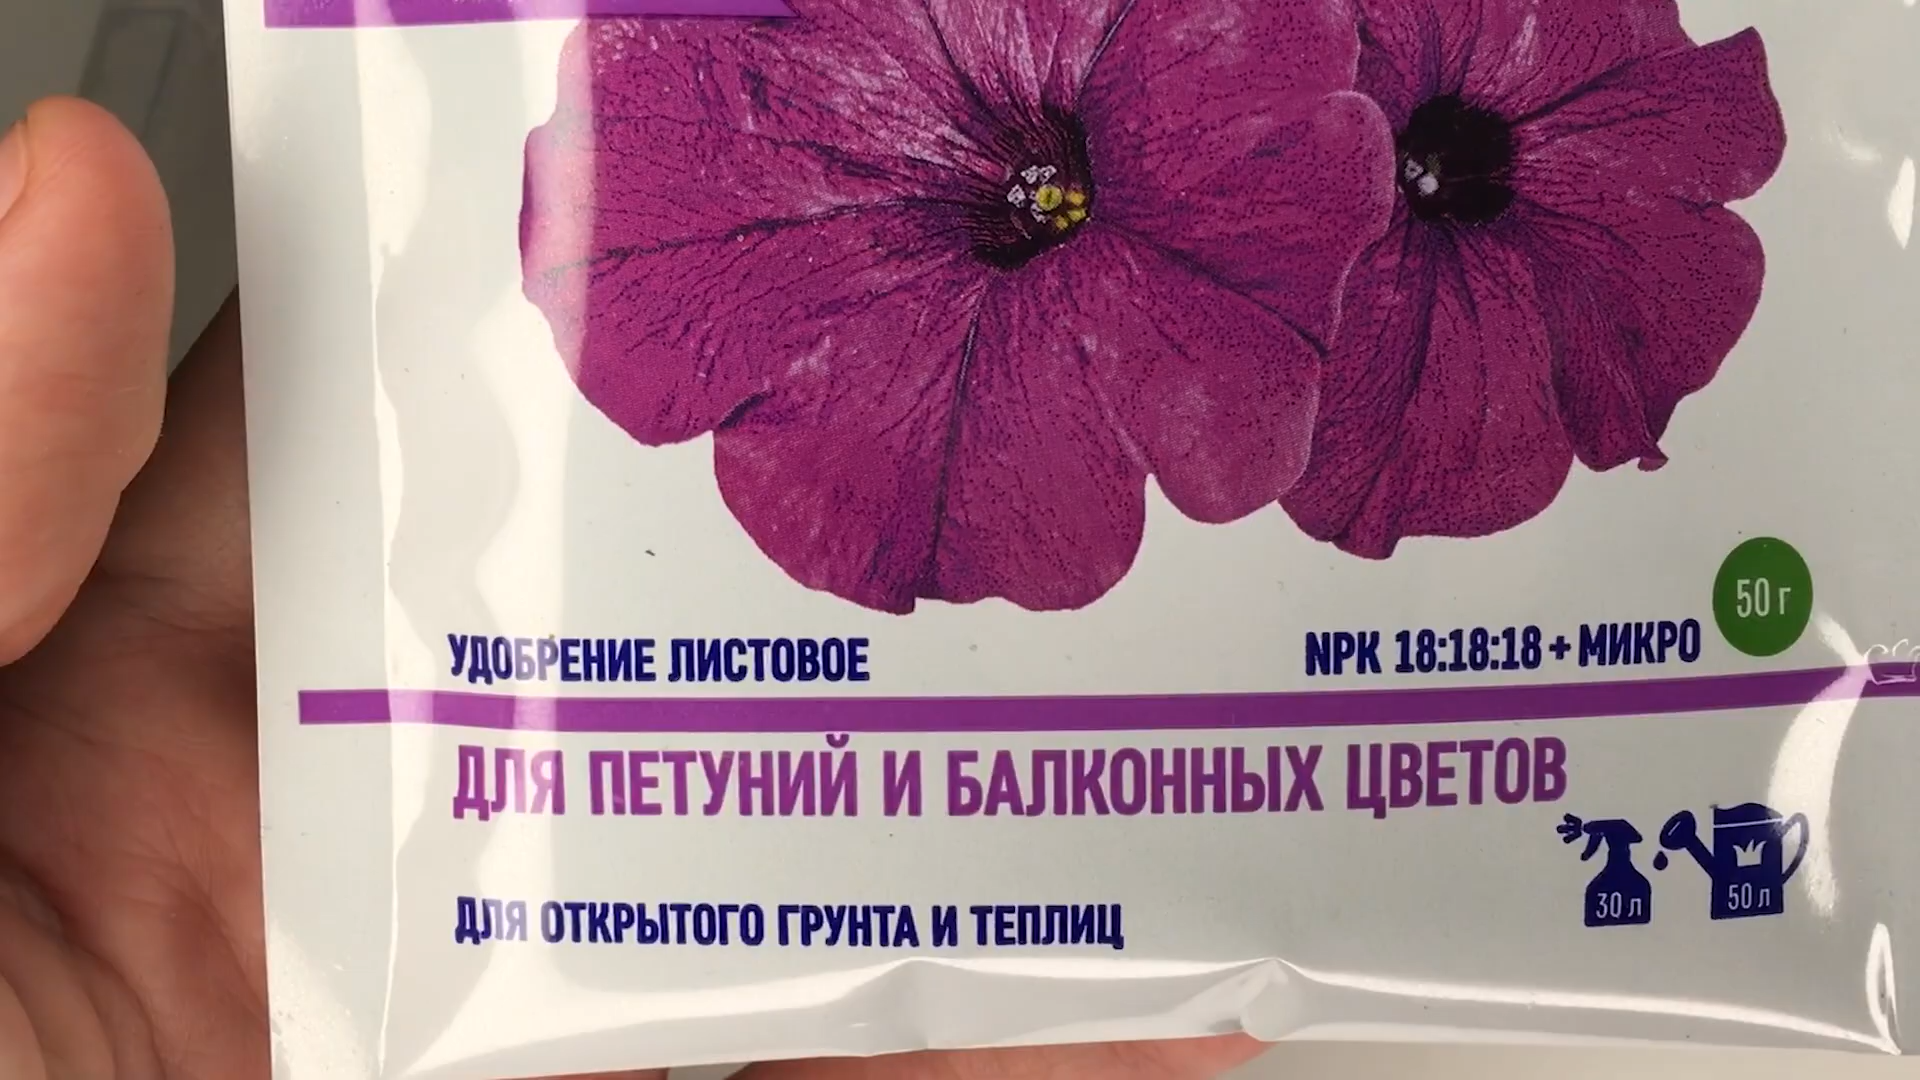 50 г
УДОБРЕНИЕ ЛИСТОВОЕ
NPK 18:18:18 + МИКРО
ДЛЯ ПЕТУНИЙ И БАЛКОННЫХ ЦВЕТОВ
30 л
50 л
ДЛЯ ОТКРЫТОГО ГРУНТА И ТЕПЛИЦ